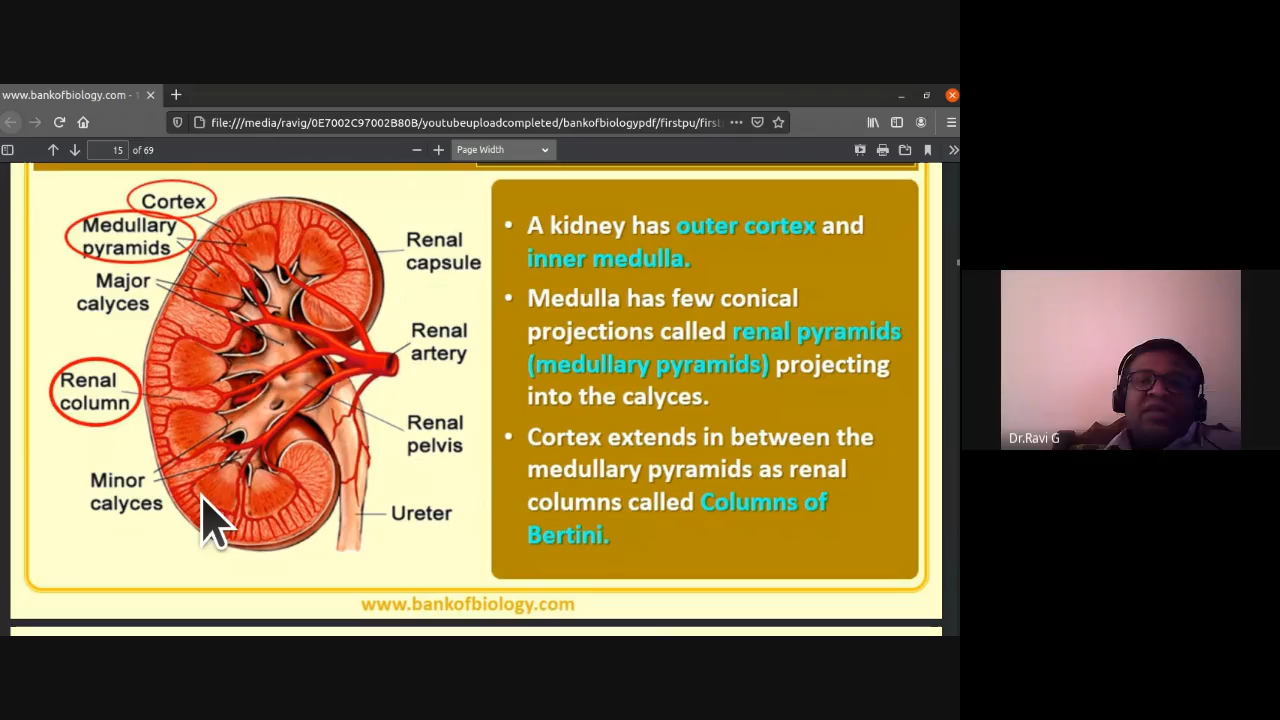 www.bankofbiology.com -
file:///media/ravig/0E7002C97002B80B/youtubeuploadcompleted/bankofbiologypdf/firstpu/firs
15 of 69
Page Width
Cortex
Medullary
pyramids
Major
calyces
Renal
column
Minor
calyces
Renal
capsule
Renal
artery
Renal
pelvis
Ureter
• A kidney has outer cortex and
inner medulla.
• Medulla has few conical
projections called renal pyramids
(medullary pyramids) projecting
into the calyces.
• Cortex extends in between the
medullary pyramids as renal
columns called Columns of
Bertini.
www.bankofbiology.com
Dr.Ravi G